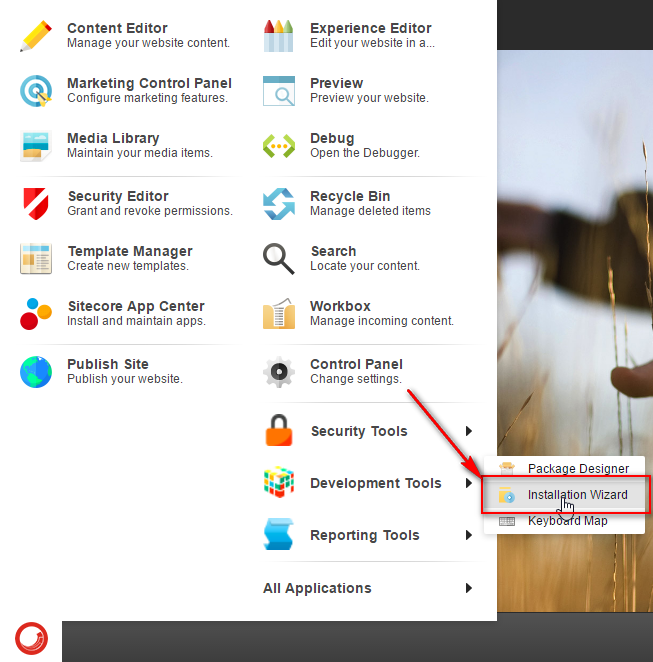 Content Editor
Manage your website content.
Marketing Control Panel
Configure marketing features.
Media Library
Maintain your media items.
Security Editor
Grant and revoke permissions.
Template Manager
Create new templates.
Sitecore App Center
Install and maintain apps.
Publish Site
Publish your website.
Experience Editor
Edit your website in a...
Preview
Preview your website.
Debug
Open the Debugger.
Recycle Bin
Manage deleted items
Search
Locate your content.
Workbox
Manage incoming content.
Control Panel
Change settings.
Security Tools
Development Tools
Reporting Tools
All Applications
Package Designer
Installation Wizard
Keyboard Map